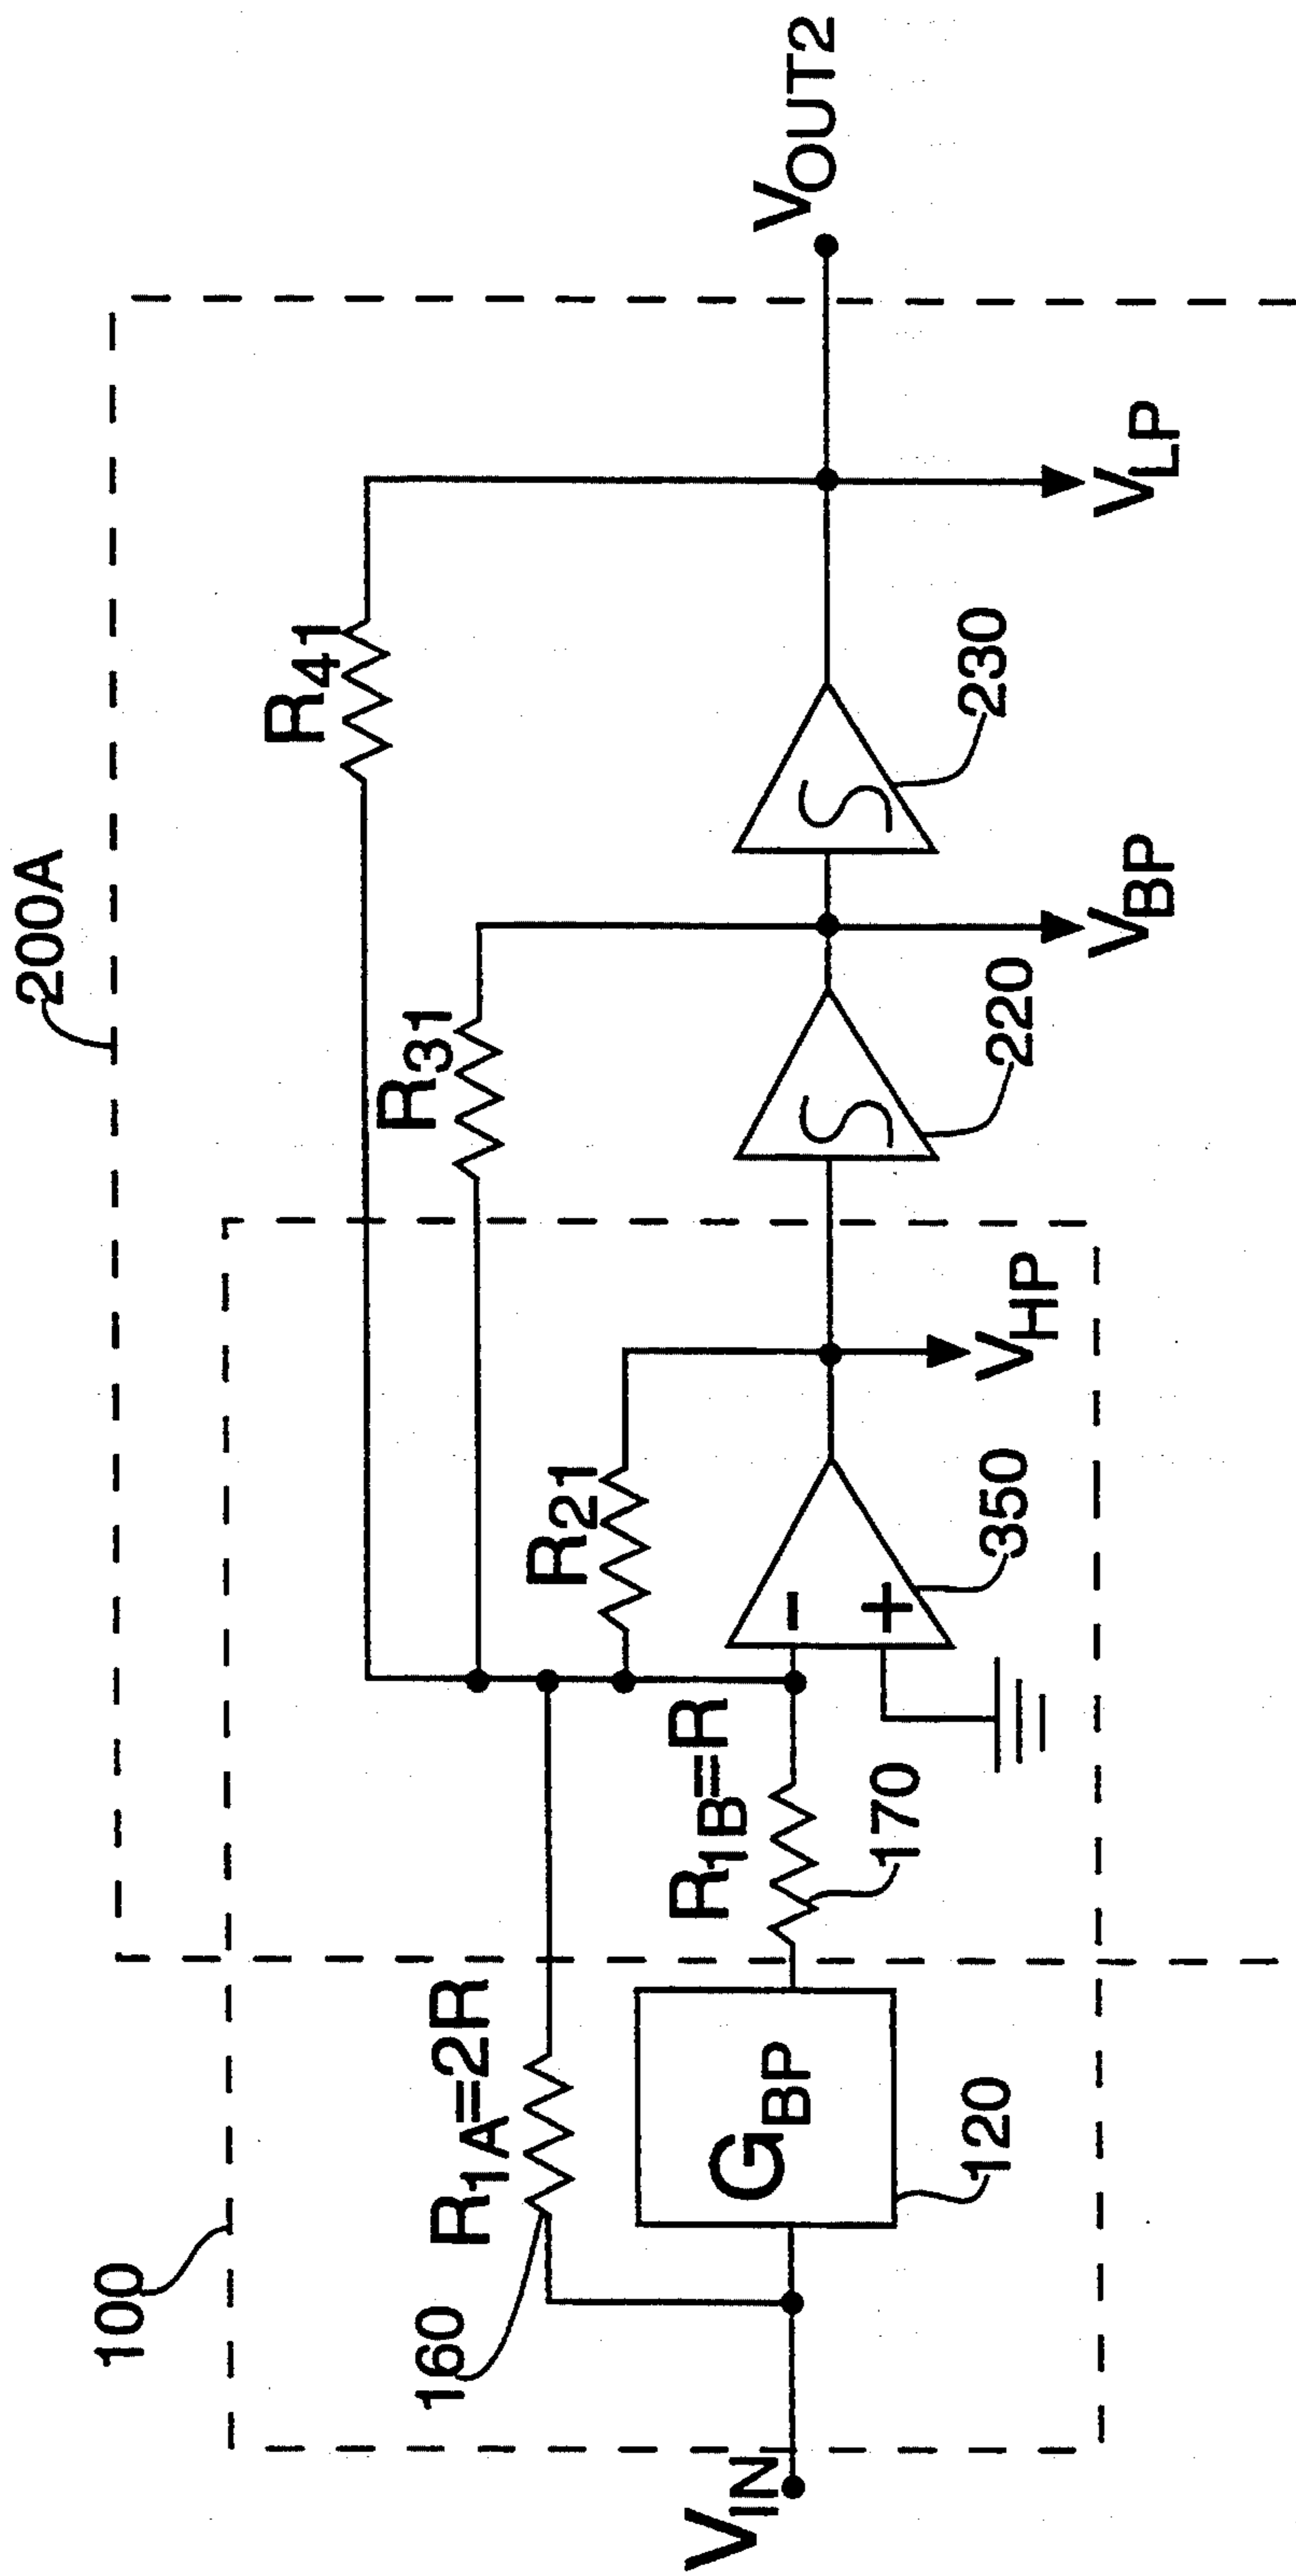 200A
100
R41
R31
R21
R1A=2R
160
R1B=R
170
VIN
GBP
120
-
+
350
220
230
VHP
VBP
VLP
VOUT2